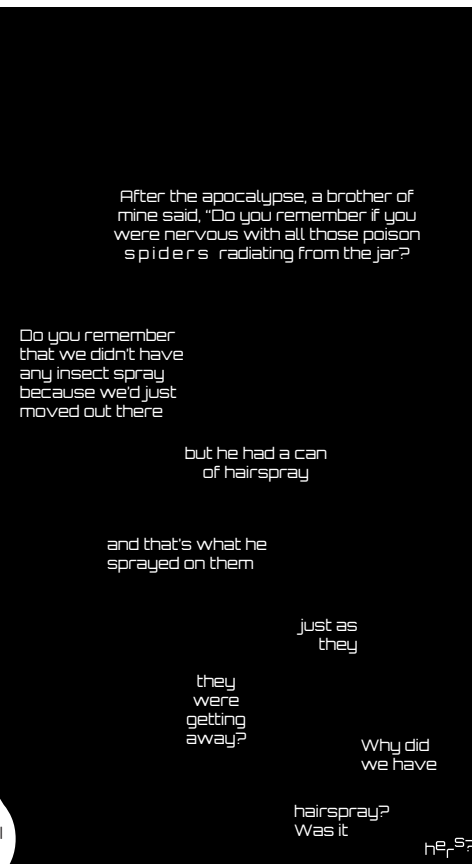 After the apocalypse, a brother of
mine said, “Do you remember if you
were nervous with all those poison
s p i d e r s radiating from the jar?
Do you remember
that we didn't have
any insect spray
because we'd just
moved out there
but he had a can
of hairspray
and that's what he
sprayed on them
just as
they
they
were
getting
away?
Why did
we have
hairspray?
Was it
hers?